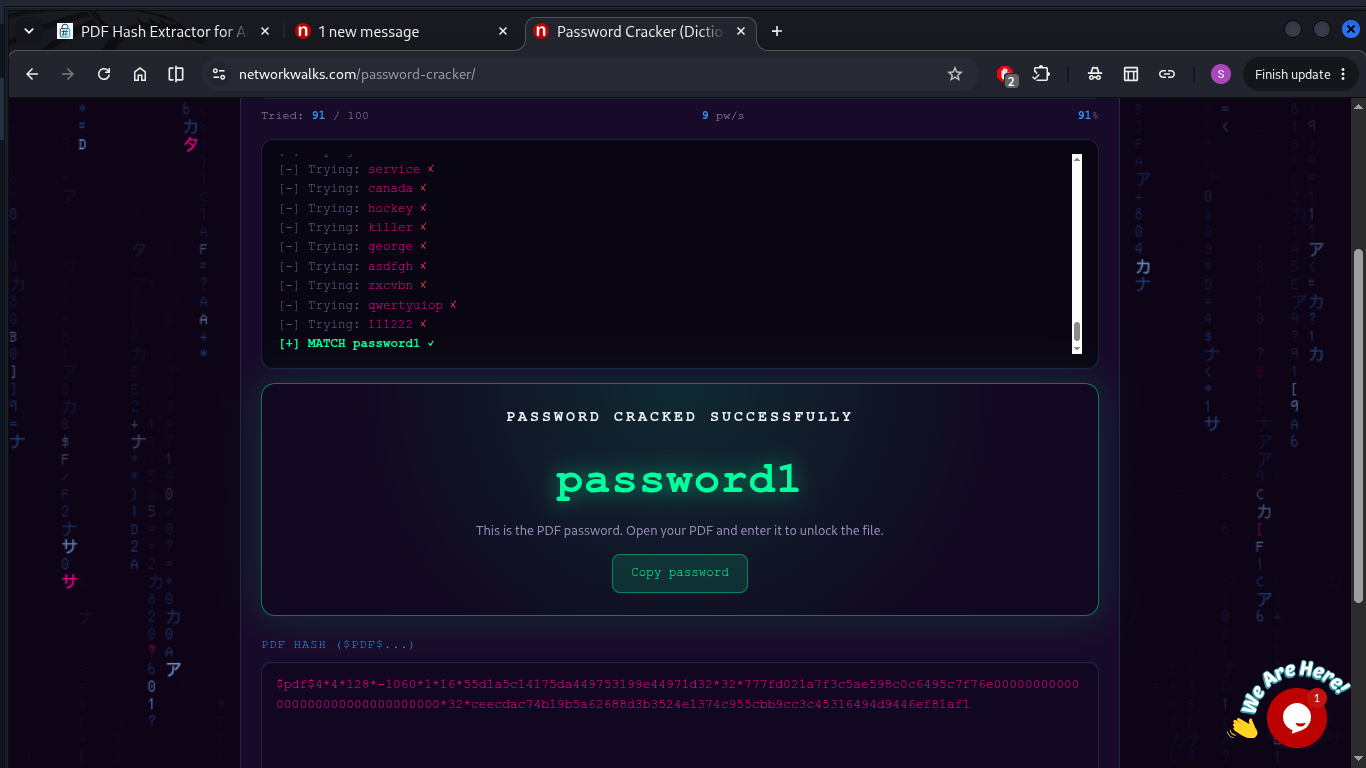 PDF Hash Extractor for
1 new message
Password Cracker (Dictio
networkwalks.com/password-cracker/
2
S
Finish update
Tried: 91 / 100
9 pw/s
91%
[-] Trying: service ✗
[-] Trying: canada ✗
[-] Trying: hockey ✗
[-] Trying: killer ✗
[-] Trying: george ✗
[-] Trying: asdfgh ✗
[-] Trying: zxcvbn ✗
[-] Trying: qwertyuiop ✗
[-] Trying: 111222 ✗
[+] MATCH password1 ✓
PASSWORD CRACKED SUCCESSFULLY
password1
This is the PDF password. Open your PDF and enter it to unlock the file.
Copy password
PDF HASH ($PDF$...)
$pdf$4*4*128*-1060*1*16*55d1a5c14175da449753199e44971d32*32*777fd021a7f3c5ae598c0c6495c7f76e000000000000
0000000000000000000000*32*ceecdac74b19b5a62688d3b3524e1374c955cbb9cc3c45316494d9446ef81af1
We Are Here!
1